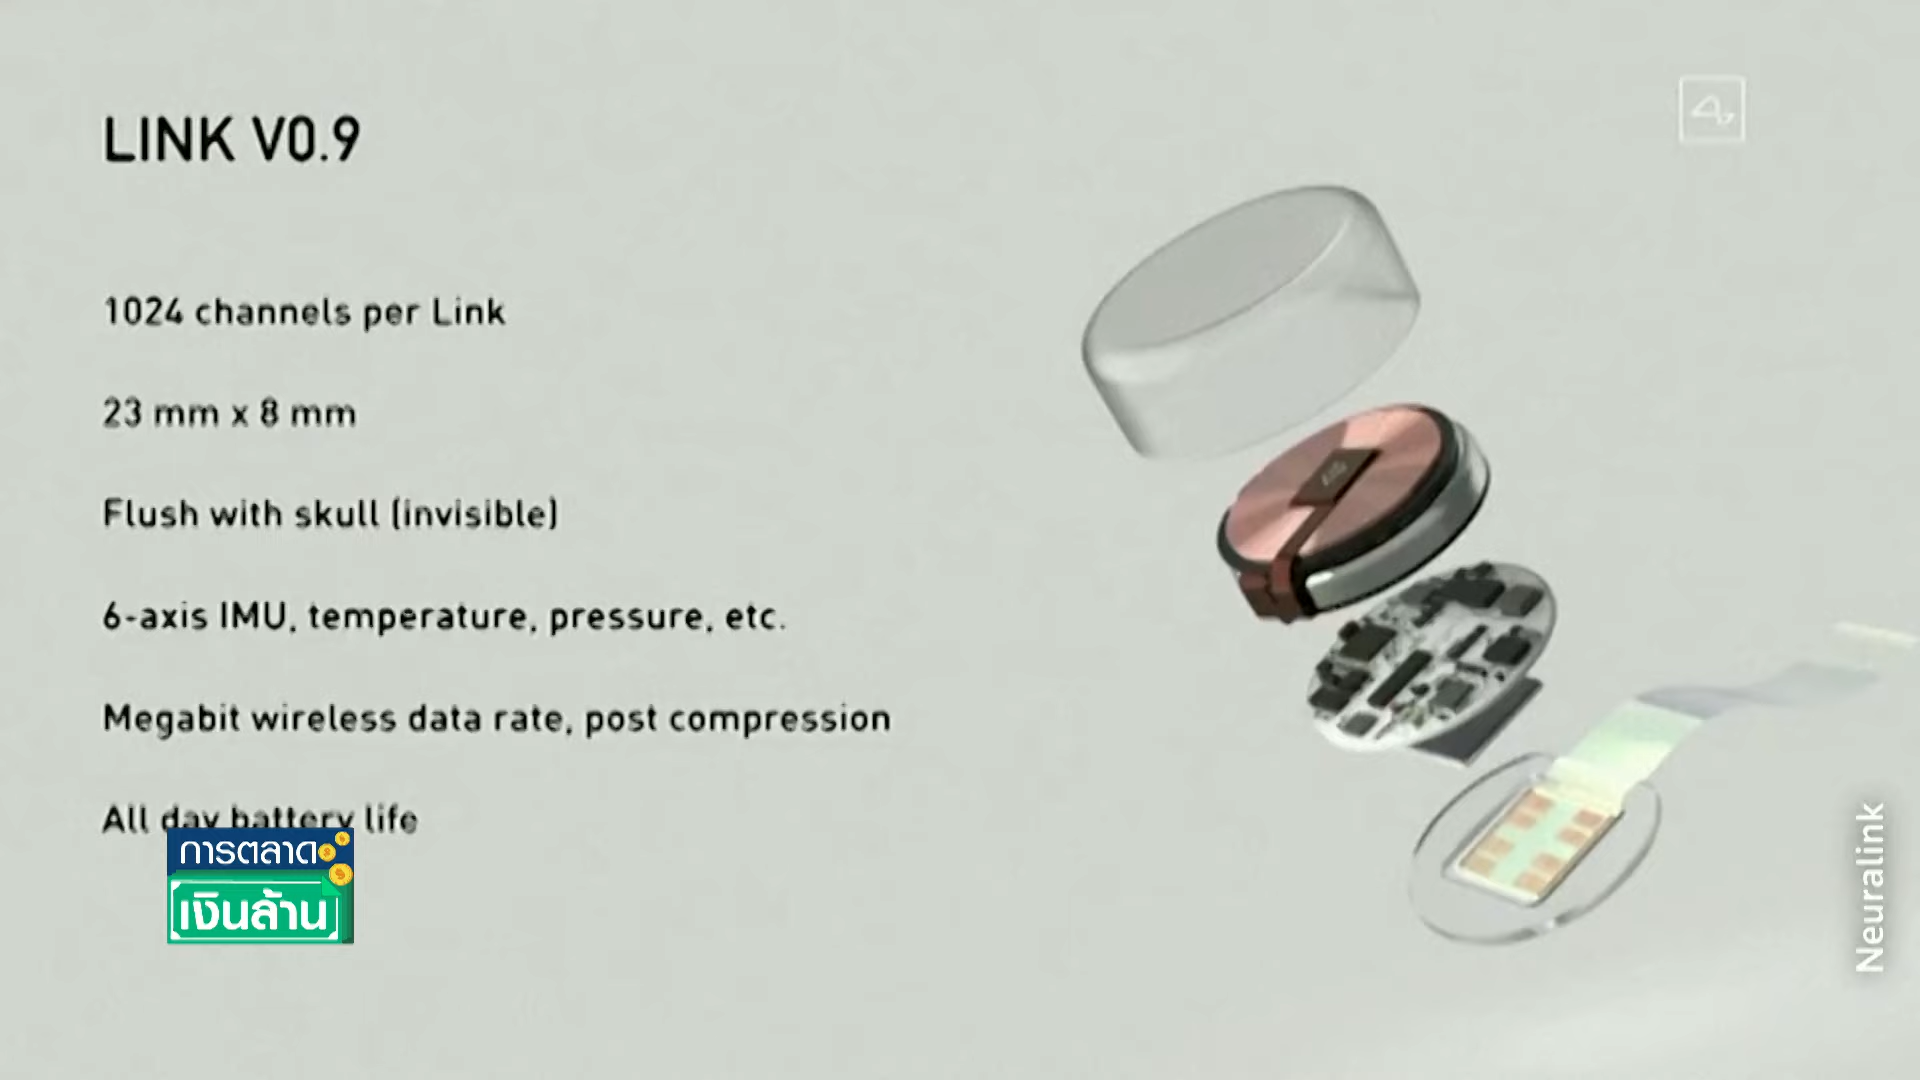 LINK V0.9
1024 channels per Link
23 mm x 8 mm
Flush with skull (invisible)
6-axis IMU, temperature, pressure, etc.
Megabit wireless data rate, post compression
All day battery life
การตลาด
เงินล้าน
Neuralink